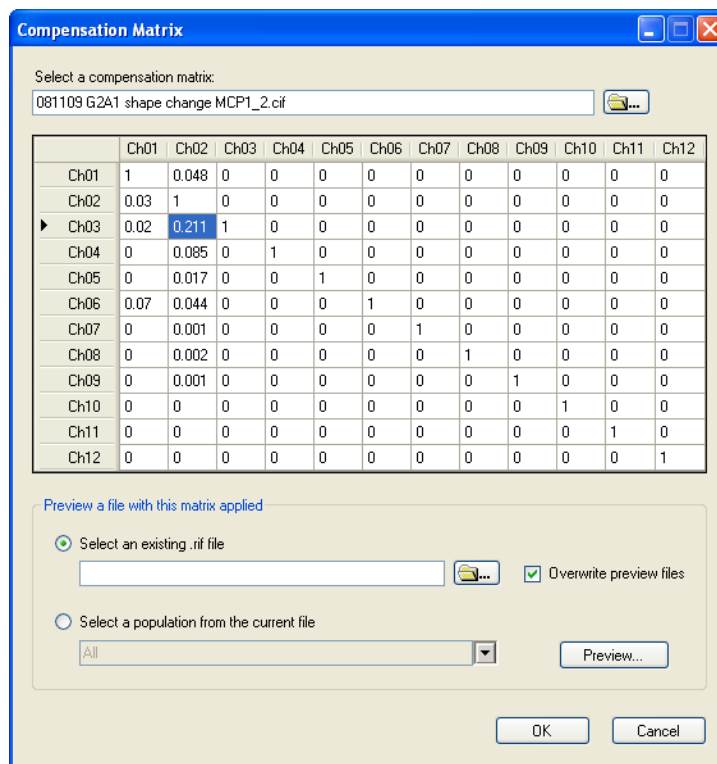 Compensation Matrix
Select a compensation matrix:
081109 G2A1 shape change MCP1_2.cif
...
Ch01 Ch02 Ch03 Ch04 Ch05 Ch06 Ch07 Ch08 Ch09 Ch10 Ch11 Ch12
Ch01 1 0.048 0 0 0 0 0 0 0 0 0 0
Ch02 0.03 1 0 0 0 0 0 0 0 0 0 0
Ch03 0.02 0.211 1 0 0 0 0 0 0 0 0 0
Ch04 0 0.085 0 1 0 0 0 0 0 0 0 0
Ch05 0 0.017 0 0 1 0 0 0 0 0 0 0
Ch06 0.07 0.044 0 0 0 1 0 0 0 0 0 0
Ch07 0 0.001 0 0 0 0 1 0 0 0 0 0
Ch08 0 0.002 0 0 0 0 0 1 0 0 0 0
Ch09 0 0.001 0 0 0 0 0 0 1 0 0 0
Ch10 0 0 0 0 0 0 0 0 0 1 0 0
Ch11 0 0 0 0 0 0 0 0 0 0 1 0
Ch12 0 0 0 0 0 0 0 0 0 0 0 1
Preview a file with this matrix applied
Select an existing .rif file
... Overwrite preview files
Select a population from the current file
All
Preview...
OK Cancel